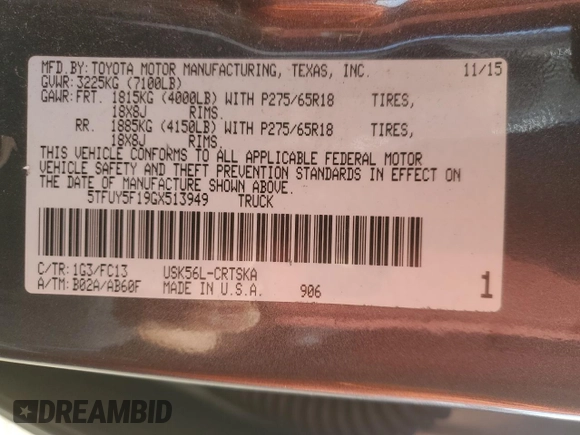 MFD.BY: TOYOTA MOTOR MANUFACTURING, TEXAS, INC. 11/15
GVWR: 3225KG (7100LB)
GAWR: FRT. 1815KG (4000LB) WITH P275/65R18 TIRES,
18X8J RIMS.
RR. 1885KG (4150LB) WITH P275/65R18 TIRES,
18X8J RIMS.
THIS VEHICLE CONFORMS TO ALL APPLICABLE FEDERAL MOTOR
VEHICLE SAFETY AND THEFT PREVENTION STANDARDS IN EFFECT ON
THE DATE OF MANUFACTURE SHOWN ABOVE.
5TFUY5F19GX513949 TRUCK
C/TR: 1G3/FC13 USK56L-CRTSKA
A/TM: B02A/AB60F MADE IN U.S.A. 906 1
DREAMBID